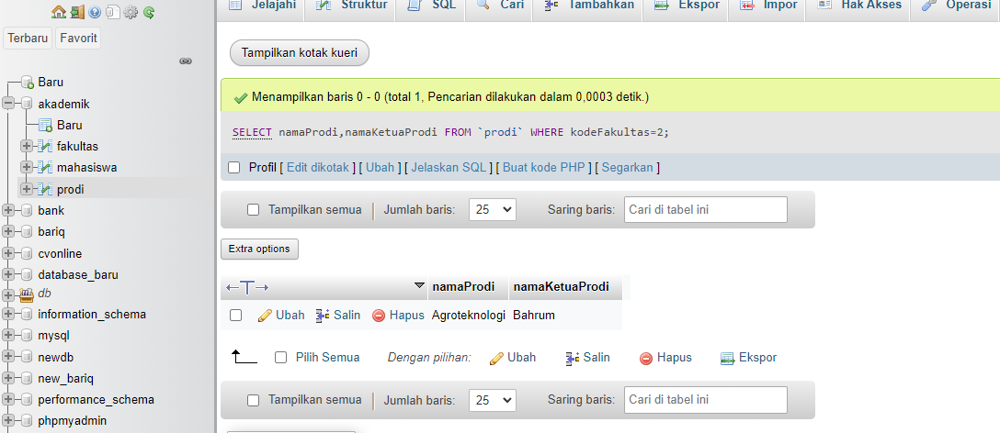 Jelajahi Struktur SQL Cari Tambahkan Ekspor Impor Hak Akses Operasi
Terbaru Favorit
Baru
akademik
Baru
fakultas
mahasiswa
prodi
bank
bariq
cvonline
database_baru
db
information_schema
mysql
newdb
new_bariq
performance_schema
phpmyadmin
Tampilkan kotak kueri
Menampilkan baris 0 - 0 (total 1, Pencarian dilakukan dalam 0,0003 detik.)
SELECT namaProdi,namaKetuaProdi FROM `prodi` WHERE kodeFakultas=2;
Profil [ Edit dikotak ] [ Ubah ] [ Jelaskan SQL ] [ Buat kode PHP ] [ Segarkan ]
Tampilkan semua Jumlah baris: 25 Saring baris: Cari di tabel ini
Extra options
←T→ namaProdi namaKetuaProdi
Ubah Salin Hapus Agroteknologi Bahrum
Pilih Semua Dengan pilihan: Ubah Salin Hapus Ekspor
Tampilkan semua Jumlah baris: 25 Saring baris: Cari di tabel ini